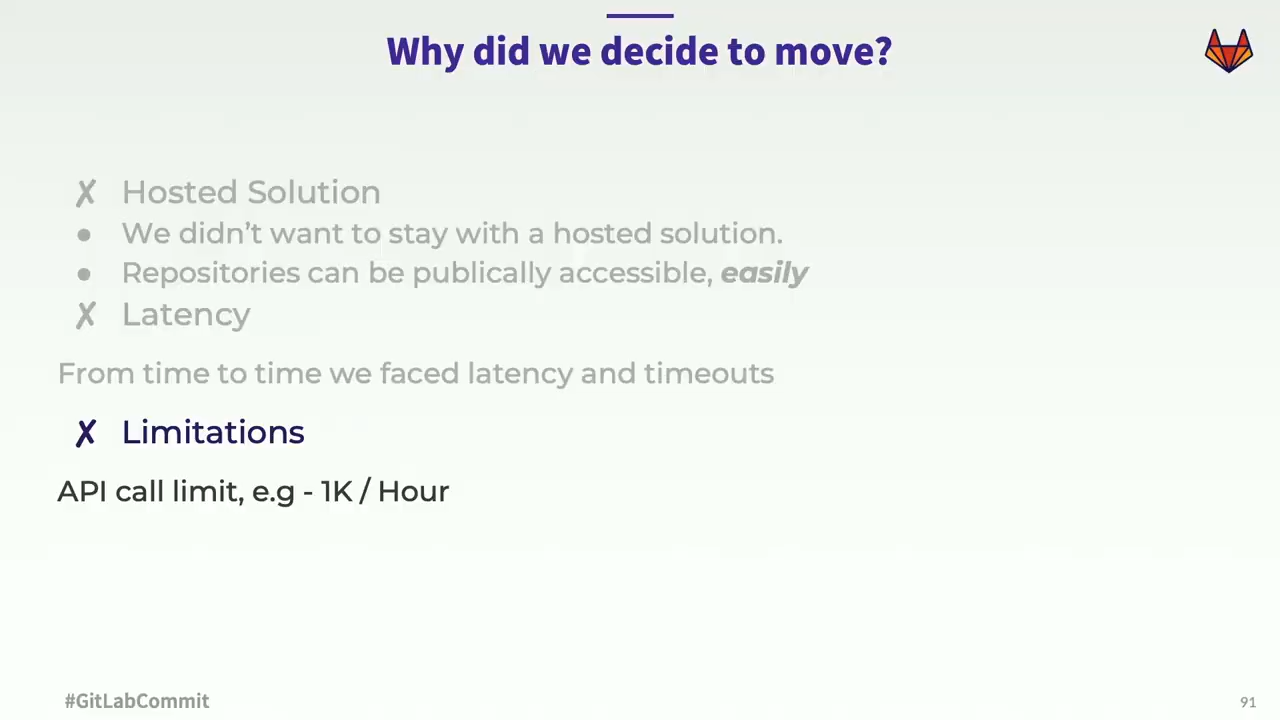 Why did we decide to move?
✗ Hosted Solution
● We didn’t want to stay with a hosted solution.
● Repositories can be publically accessible, easily
✗ Latency
From time to time we faced latency and timeouts
✗ Limitations
API call limit, e.g - 1K / Hour
#GitLabCommit
91